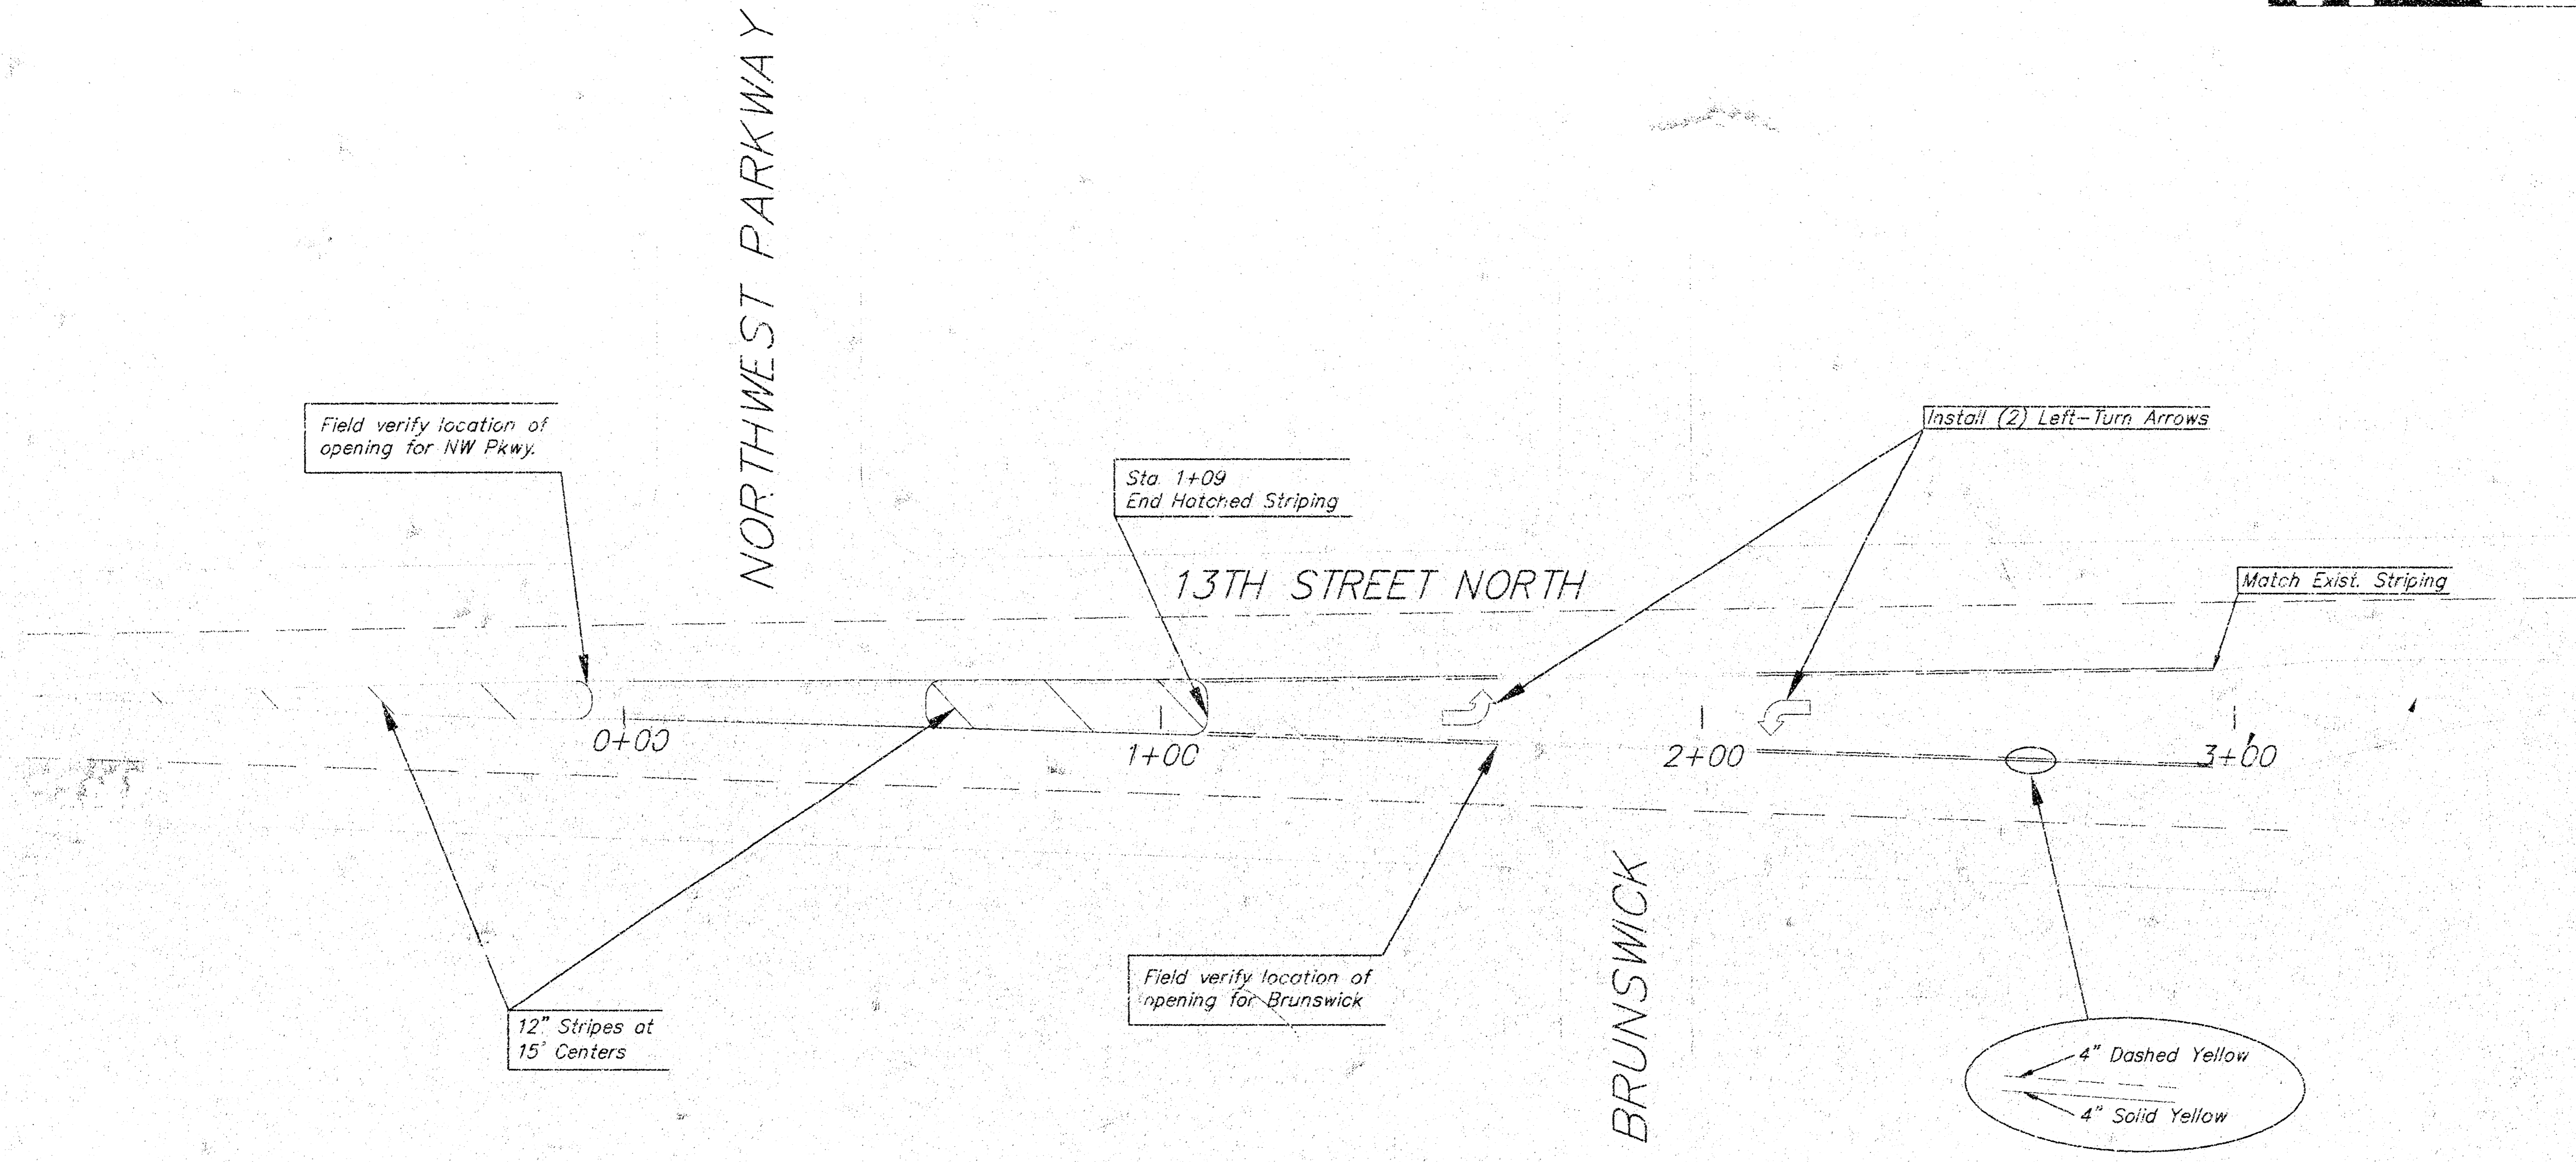 NORTHWEST PARKWAY
Field verify location of
opening for NW Pkwy.
Install (2) Left-Turn Arrows
Sta. 1+09
End Hatched Striping
13TH STREET NORTH
Match Exist. Striping
0+00
1+00
2+00
3+00
Field verify location of
opening for Brunswick
BRUNSWICK
12" Stripes at
15' Centers
4" Dashed Yellow
4" Solid Yellow